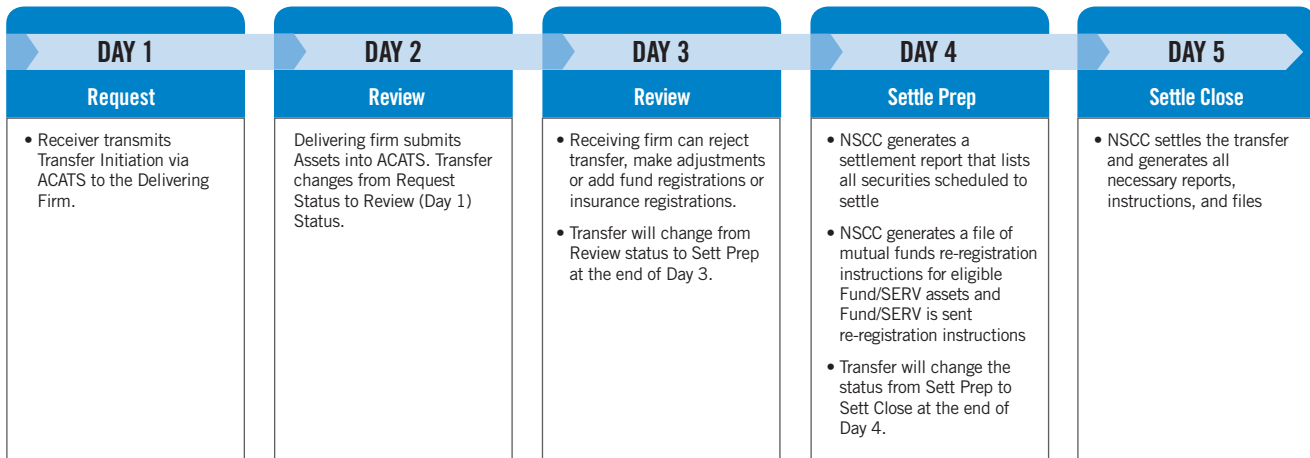 DAY 1
Request
• Receiver transmits
Transfer Initiation via
ACATS to the Delivering
Firm.
DAY 2
Review
Delivering firm submits
Assets into ACATS. Transfer
changes from Request
Status to Review (Day 1)
Status.
DAY 3
Review
• Receiving firm can reject
transfer, make adjustments
or add fund registrations or
insurance registrations.
• Transfer will change from
Review status to Sett Prep
at the end of Day 3.
DAY 4
Settle Prep
• NSCC generates a
settlement report that lists
all securities scheduled to
settle
• NSCC generates a file of
mutual funds re-registration
instructions for eligible
Fund/SERV assets and
Fund/SERV is sent
re-registration instructions
• Transfer will change the
status from Sett Prep to
Sett Close at the end of
Day 4.
DAY 5
Settle Close
• NSCC settles the transfer
and generates all
necessary reports,
instructions, and files